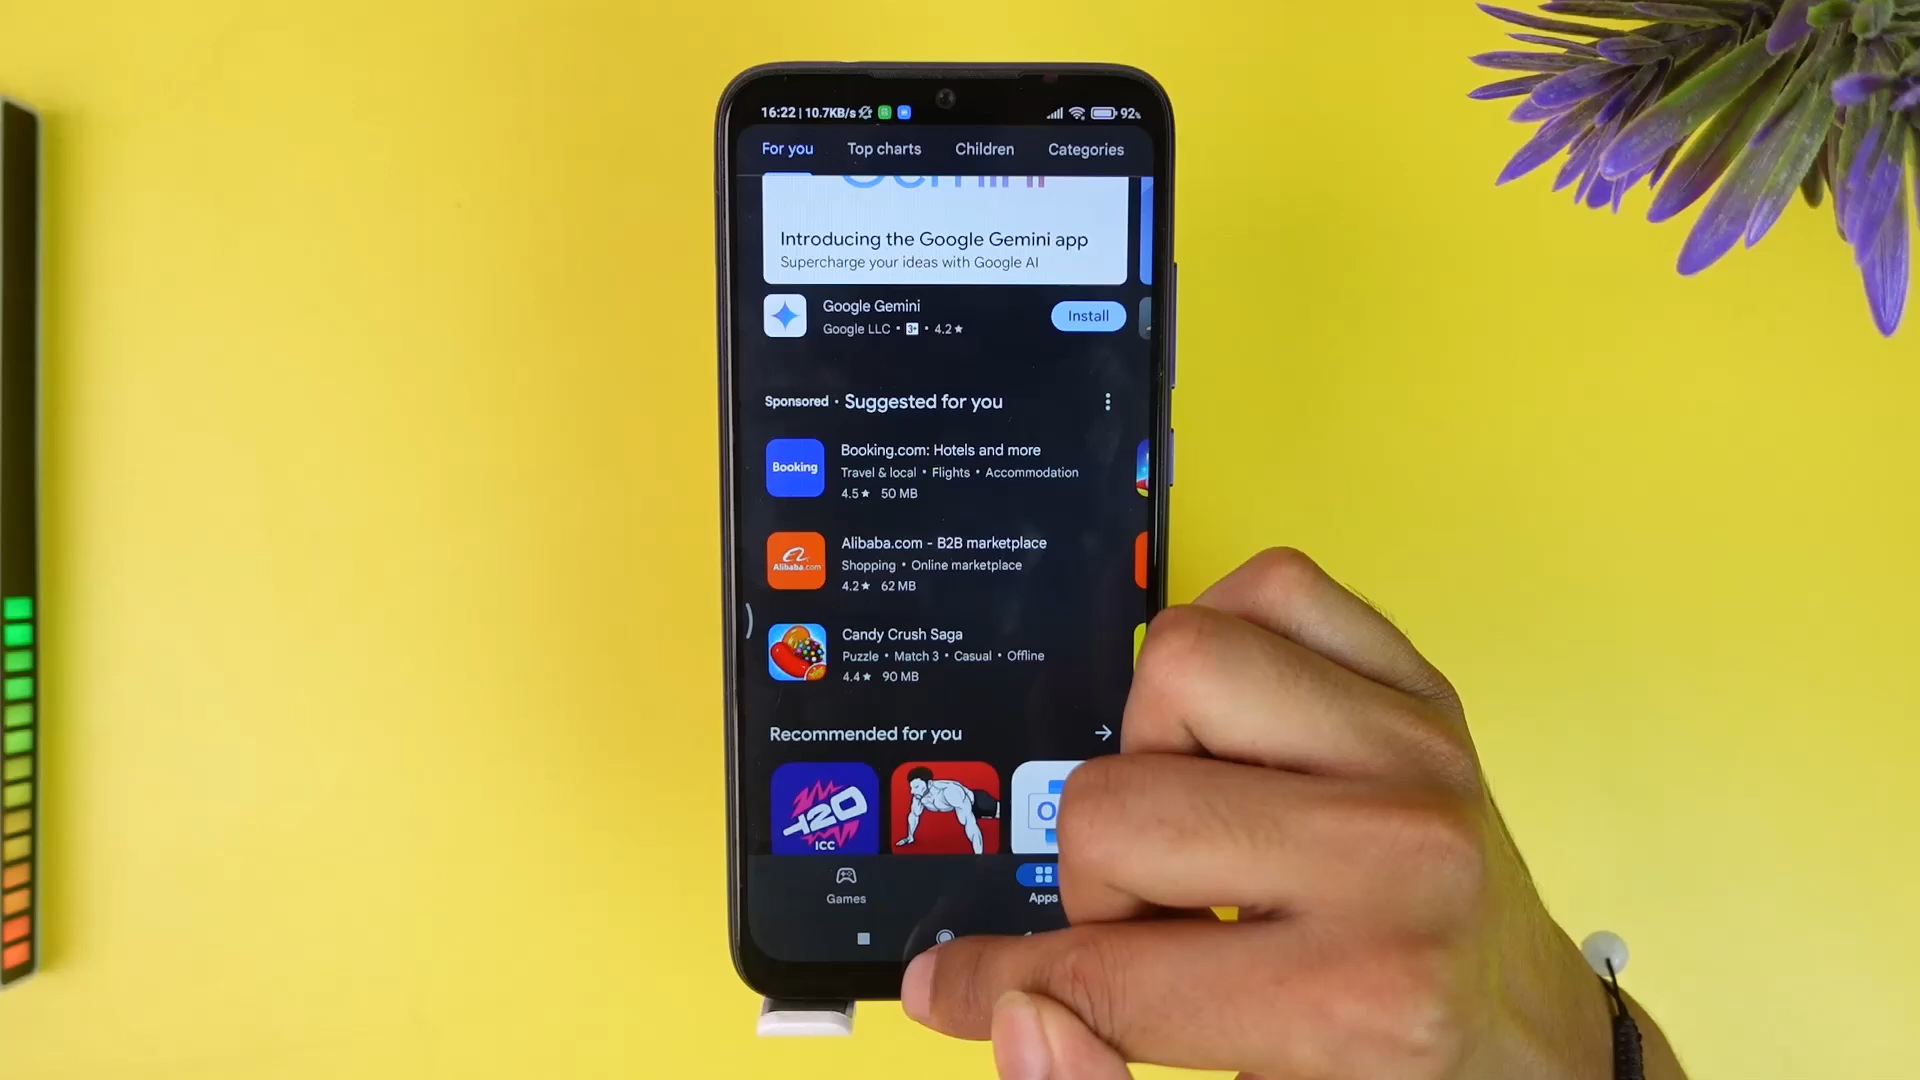 16:22 | 10.7KB/s 92%
For you Top charts Children Categories
Gemini
Introducing the Google Gemini app
Supercharge your ideas with Google AI
Google Gemini
Google LLC • 3+ • 4.2★
Install
Sponsored • Suggested for you
Booking
Booking.com: Hotels and more
Travel & local • Flights • Accommodation
4.5★ 50 MB
Alibaba.com
Alibaba.com - B2B marketplace
Shopping • Online marketplace
4.2★ 62 MB
Candy Crush Saga
Puzzle • Match 3 • Casual • Offline
4.4★ 90 MB
Recommended for you
T20
ICC
O
Games Apps